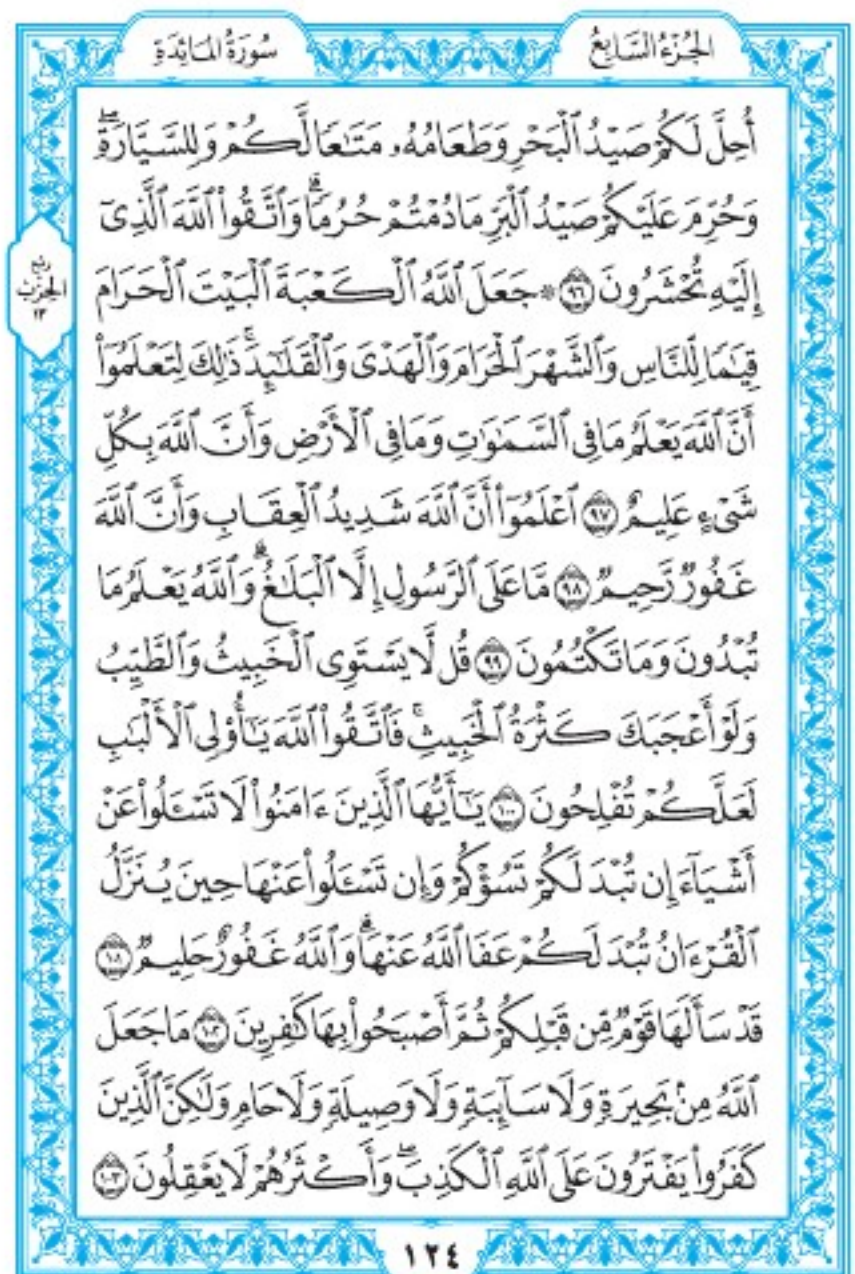 الجُزْءُ السَّابِعُ
سُورَةُ المَائِدَةِ
أُحِلَّ لَكُمْ صَيْدُ ٱلْبَحْرِ وَطَعَامُهُۥ مَتَٰعًا لَّكُمْ وَلِلسَّيَّارَةِۖ
وَحُرِّمَ عَلَيْكُمْ صَيْدُ ٱلْبَرِّ مَا دُمْتُمْ حُرُمًاۗ وَٱتَّقُوا۟ ٱللَّهَ ٱلَّذِىٓ
إِلَيْهِ تُحْشَرُونَ ٩٦ ۞ جَعَلَ ٱللَّهُ ٱلْكَعْبَةَ ٱلْبَيْتَ ٱلْحَرَامَ
ربع الحزب ١٣
قِيَٰمًا لِّلنَّاسِ وَٱلشَّهْرَ ٱلْحَرَامَ وَٱلْهَدْىَ وَٱلْقَلَٰٓئِدَۚ ذَٰلِكَ لِتَعْلَمُوٓا۟
أَنَّ ٱللَّهَ يَعْلَمُ مَا فِى ٱلسَّمَٰوَٰتِ وَمَا فِى ٱلْأَرْضِ وَأَنَّ ٱللَّهَ بِكُلِّ
شَىْءٍ عَلِيمٌ ٩٧ ٱعْلَمُوٓا۟ أَنَّ ٱللَّهَ شَدِيدُ ٱلْعِقَابِ وَأَنَّ ٱللَّهَ
غَفُورٌ رَّحِيمٌ ٩٨ مَّا عَلَى ٱلرَّسُولِ إِلَّا ٱلْبَلَٰغُۗ وَٱللَّهُ يَعْلَمُ مَا
تُبْدُونَ وَمَا تَكْتُمُونَ ٩٩ قُل لَّا يَسْتَوِى ٱلْخَبِيثُ وَٱلطَّيِّبُ
وَلَوْ أَعْجَبَكَ كَثْرَةُ ٱلْخَبِيثِۚ فَٱتَّقُوا۟ ٱللَّهَ يَٰٓأُو۟لِى ٱلْأَلْبَٰبِ
لَعَلَّكُمْ تُفْلِحُونَ ١٠٠ يَٰٓأَيُّهَا ٱلَّذِينَ ءَامَنُوا۟ لَا تَسْـَٔلُوا۟ عَنْ
أَشْيَآءَ إِن تُبْدَ لَكُمْ تَسُؤْكُمْ وَإِن تَسْـَٔلُوا۟ عَنْهَا حِينَ يُنَزَّلُ
ٱلْقُرْءَانُ تُبْدَ لَكُمْ عَفَا ٱللَّهُ عَنْهَاۗ وَٱللَّهُ غَفُورٌ حَلِيمٌ ١٠١
قَدْ سَأَلَهَا قَوْمٌ مِّن قَبْلِكُمْ ثُمَّ أَصْبَحُوا۟ بِهَا كَٰفِرِينَ ١٠٢ مَا جَعَلَ
ٱللَّهُ مِنۢ بَحِيرَةٍ وَلَا سَآئِبَةٍ وَلَا وَصِيلَةٍ وَلَا حَامٍ وَلَٰكِنَّ ٱلَّذِينَ
كَفَرُوا۟ يَفْتَرُونَ عَلَى ٱللَّهِ ٱلْكَذِبَۖ وَأَكْثَرُهُمْ لَا يَعْقِلُونَ ١٠٣
١٢٤